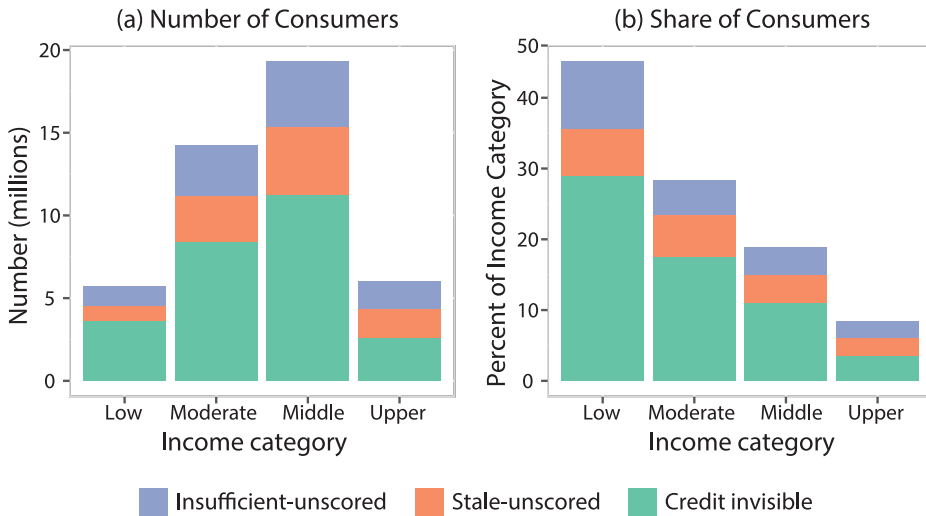 (a) Number of Consumers
Number (millions)
20
15
10
5
0
Low Moderate Middle Upper
Income category
(b) Share of Consumers
Percent of Income Category
50
40
30
20
10
0
Low Moderate Middle Upper
Income category
Insufficient-unscored Stale-unscored Credit invisible